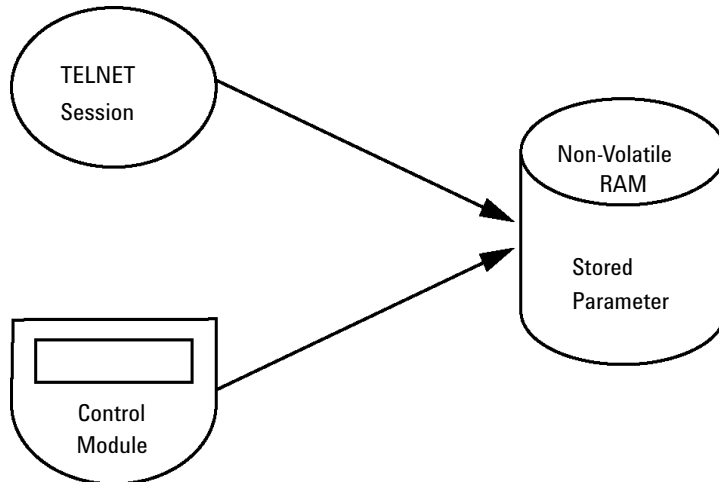 TELNET
Session
Non-Volatile
RAM
Stored
Parameter
Control
Module